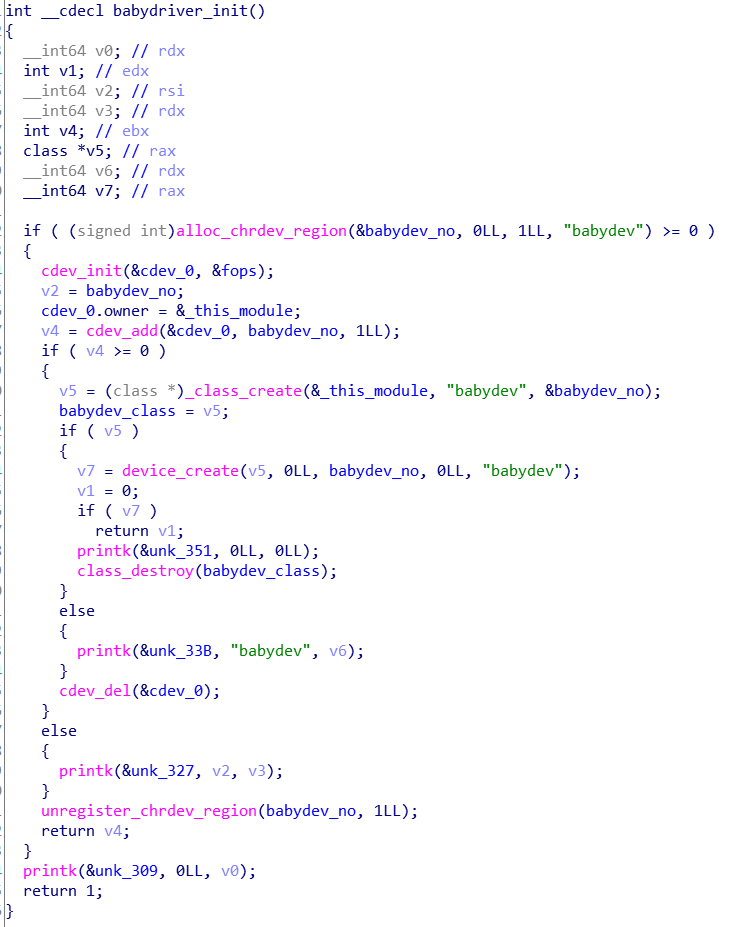 int __cdecl babydriver_init()
{
  __int64 v0; // rdx
  int v1; // edx
  __int64 v2; // rsi
  __int64 v3; // rdx
  int v4; // ebx
  class *v5; // rax
  __int64 v6; // rdx
  __int64 v7; // rax

  if ( (signed int)alloc_chrdev_region(&babydev_no, 0LL, 1LL, "babydev") >= 0 )
  {
    cdev_init(&cdev_0, &fops);
    v2 = babydev_no;
    cdev_0.owner = &_this_module;
    v4 = cdev_add(&cdev_0, babydev_no, 1LL);
    if ( v4 >= 0 )
    {
      v5 = (class *)_class_create(&_this_module, "babydev", &babydev_no);
      babydev_class = v5;
      if ( v5 )
      {
        v7 = device_create(v5, 0LL, babydev_no, 0LL, "babydev");
        v1 = 0;
        if ( v7 )
          return v1;
        printk(&unk_351, 0LL, 0LL);
        class_destroy(babydev_class);
      }
      else
      {
        printk(&unk_33B, "babydev", v6);
      }
      cdev_del(&cdev_0);
    }
    else
    {
      printk(&unk_327, v2, v3);
    }
    unregister_chrdev_region(babydev_no, 1LL);
    return v4;
  }
  printk(&unk_309, 0LL, v0);
  return 1;
}